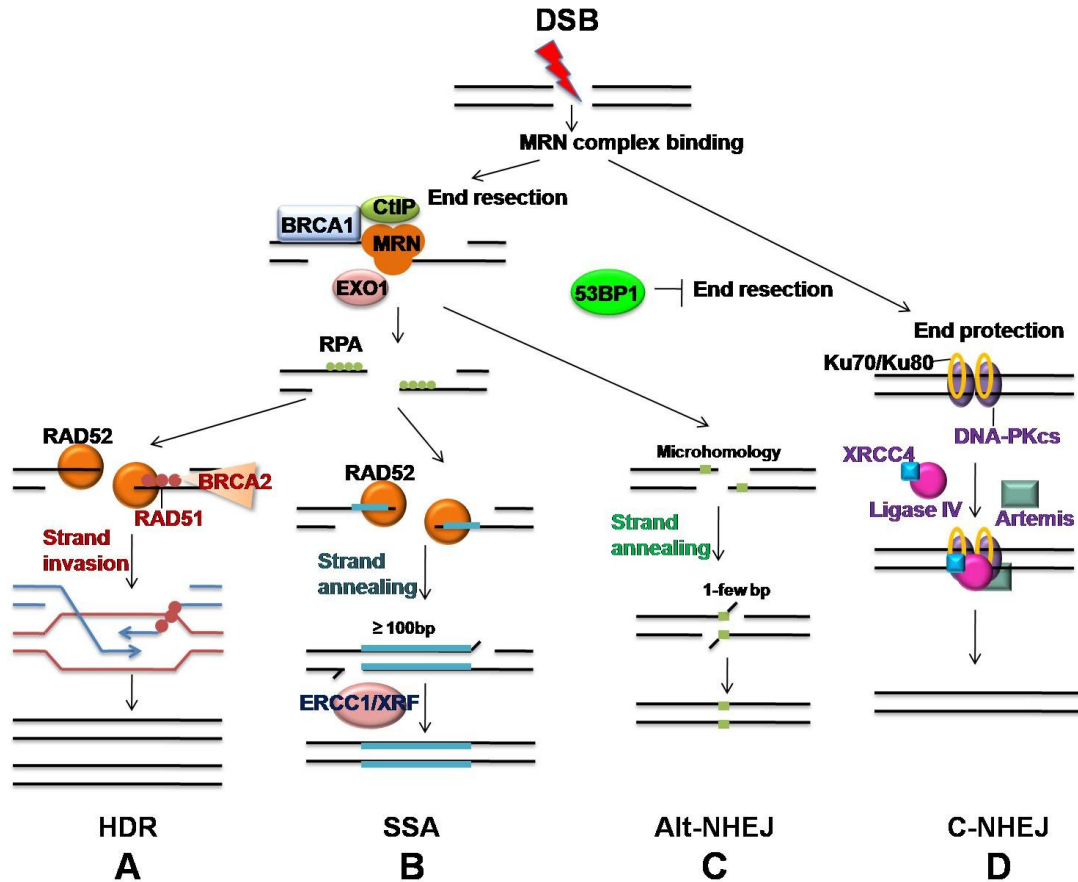 DSB
MRN complex binding
End resection
CtIP
BRCA1
MRN
EXO1
53BP1
End resection
End protection
Ku70/Ku80
RPA
DNA-PKcs
RAD52
BRCA2
RAD51
RAD52
Microhomology
XRCC4
Ligase IV
Artemis
Strand
invasion
Strand
annealing
Strand
annealing
≥ 100bp
1-few bp
ERCC1/XRF
HDR
SSA
Alt-NHEJ
C-NHEJ
A
B
C
D